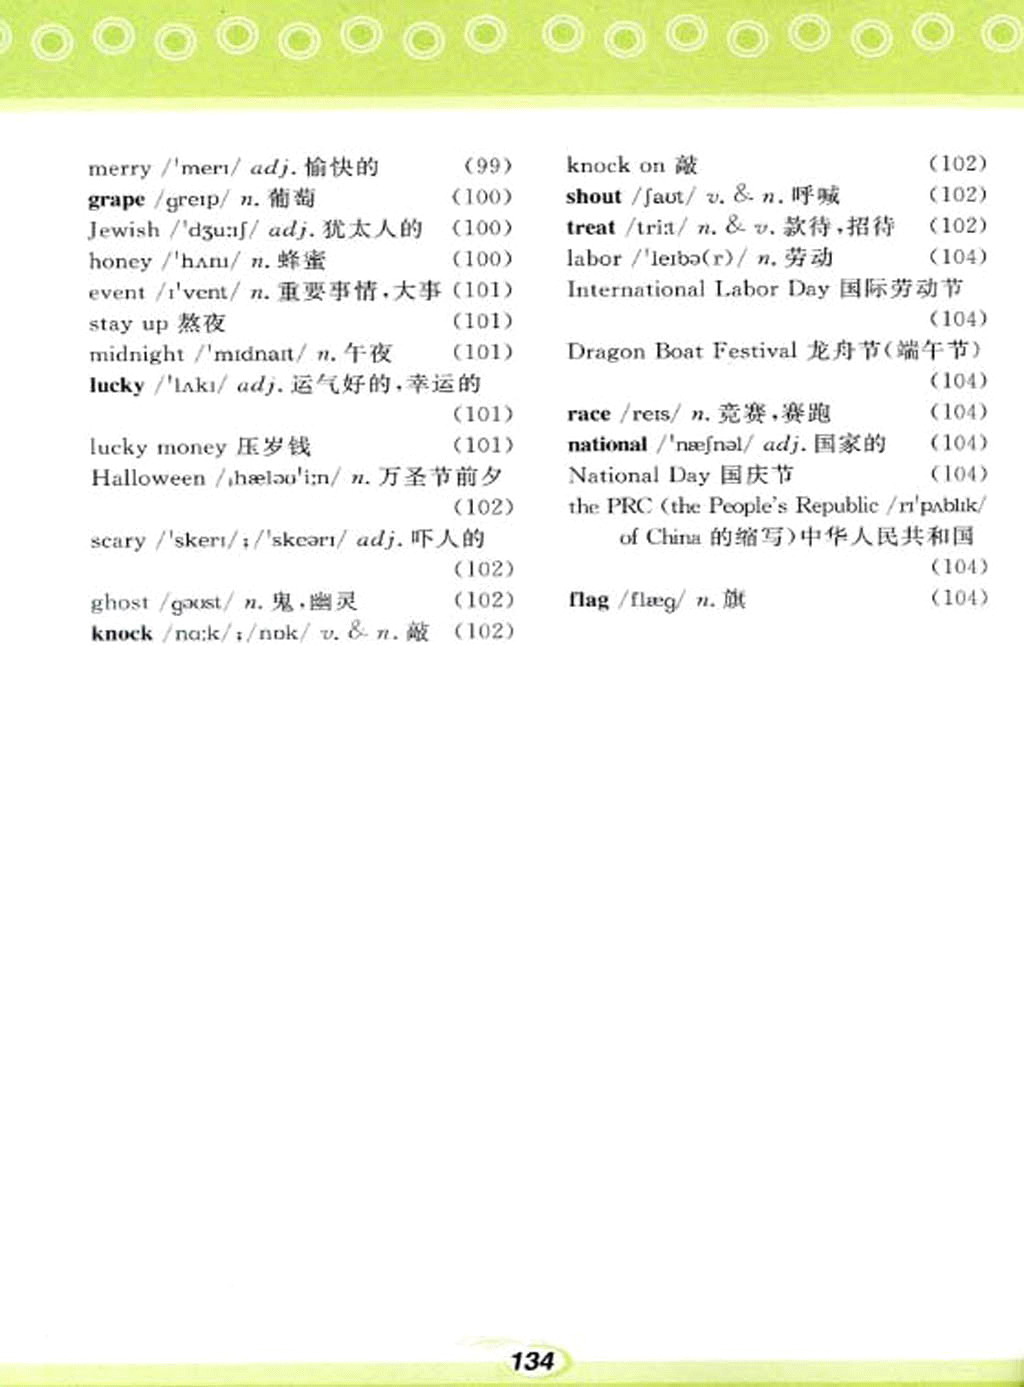 merry /ˈmerɪ/ adj. 愉快的 (99)
grape /greɪp/ n. 葡萄 (100)
Jewish /ˈdʒuːɪʃ/ adj. 犹太人的 (100)
honey /ˈhʌnɪ/ n. 蜂蜜 (100)
event /ɪˈvent/ n. 重要事情,大事 (101)
stay up 熬夜 (101)
midnight /ˈmɪdnaɪt/ n. 午夜 (101)
lucky /ˈlʌkɪ/ adj. 运气好的,幸运的
(101)
lucky money 压岁钱 (101)
Halloween /ˌhæləʊˈiːn/ n. 万圣节前夕
(102)
scary /ˈskerɪ/;/ˈskeərɪ/ adj. 吓人的
(102)
ghost /gəʊst/ n. 鬼,幽灵 (102)
knock /nɑːk/;/nɒk/ v. & n. 敲 (102)
knock on 敲 (102)
shout /ʃaʊt/ v. & n. 呼喊 (102)
treat /triːt/ n. & v. 款待,招待 (102)
labor /ˈleɪbə(r)/ n. 劳动 (104)
International Labor Day 国际劳动节
(104)
Dragon Boat Festival 龙舟节(端午节)
(104)
race /reɪs/ n. 竞赛,赛跑 (104)
national /ˈnæʃnəl/ adj. 国家的 (104)
National Day 国庆节 (104)
the PRC (the People's Republic /rɪˈpʌblɪk/
of China 的缩写)中华人民共和国
(104)
flag /flæg/ n. 旗 (104)
134